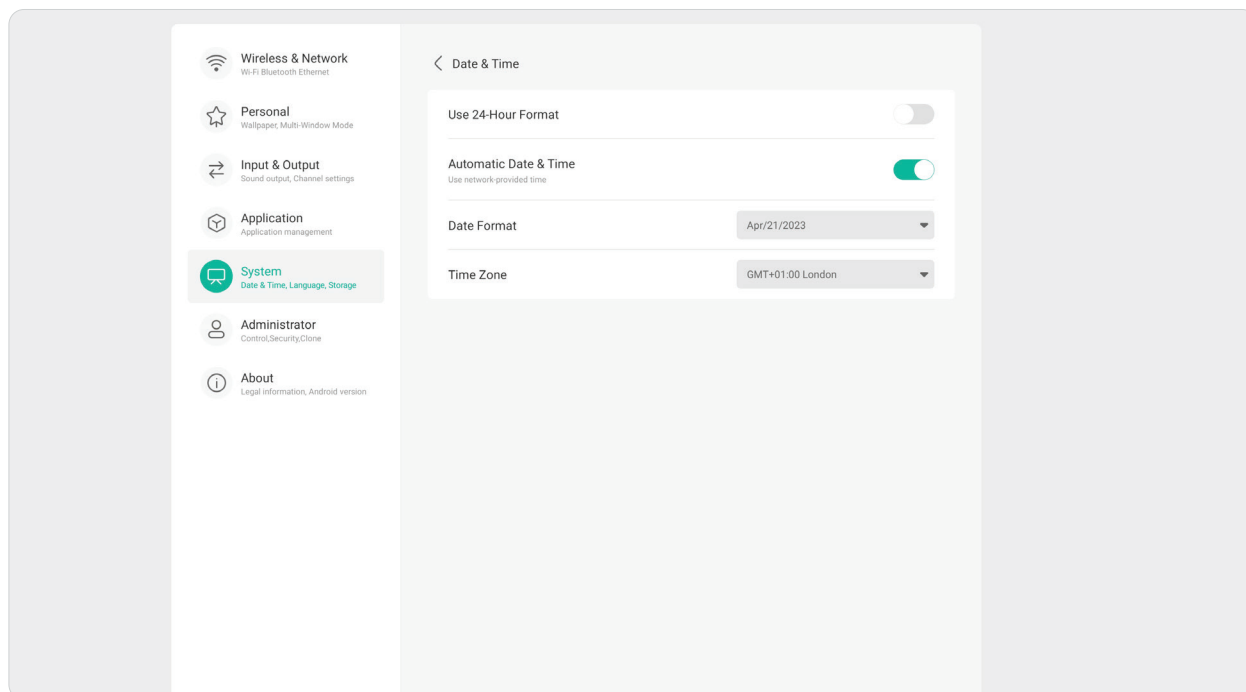 Wireless & Network
Wi-Fi Bluetooth Ethernet
Personal
Wallpaper, Multi-Window Mode
Input & Output
Sound output, Channel settings
Application
Application management
System
Date & Time, Language, Storage
Administrator
Control,Security,Clone
About
Legal information, Android version
Date & Time
Use 24-Hour Format
Automatic Date & Time
Use network-provided time
Date Format
Apr/21/2023
Time Zone
GMT+01:00 London